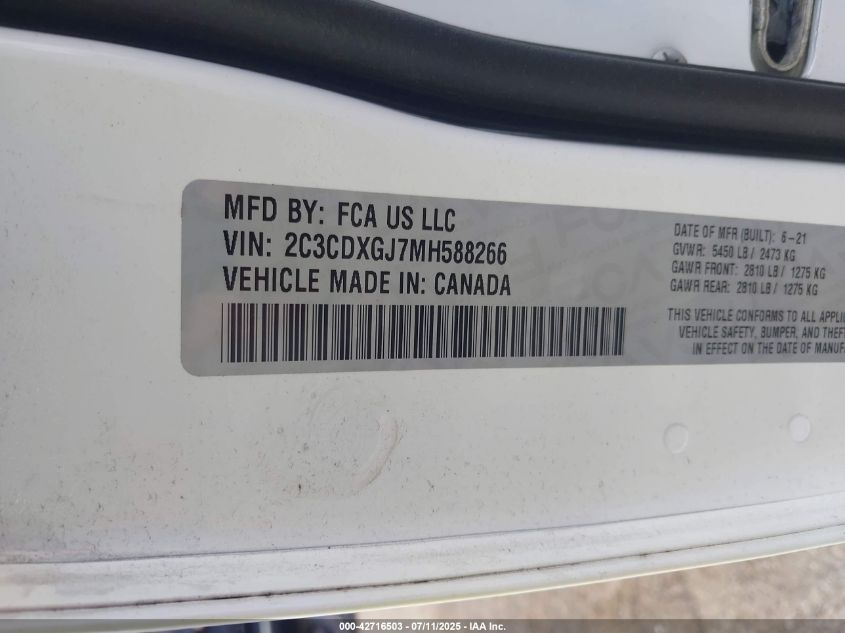 MFD BY: FCA US LLC
VIN: 2C3CDXGJ7MH588266
VEHICLE MADE IN: CANADA
DATE OF MFR (BUILT): 6-21
GVWR: 5450 LB / 2473 KG
GAWR FRONT: 2810 LB / 1275 KG
GAWR REAR: 2810 LB / 1275 KG
THIS VEHICLE CONFORMS TO ALL APPLI
VEHICLE SAFETY, BUMPER, AND THEF
IN EFFECT ON THE DATE OF MANUF
000-42716503 - 07/11/2025 - IAA Inc.